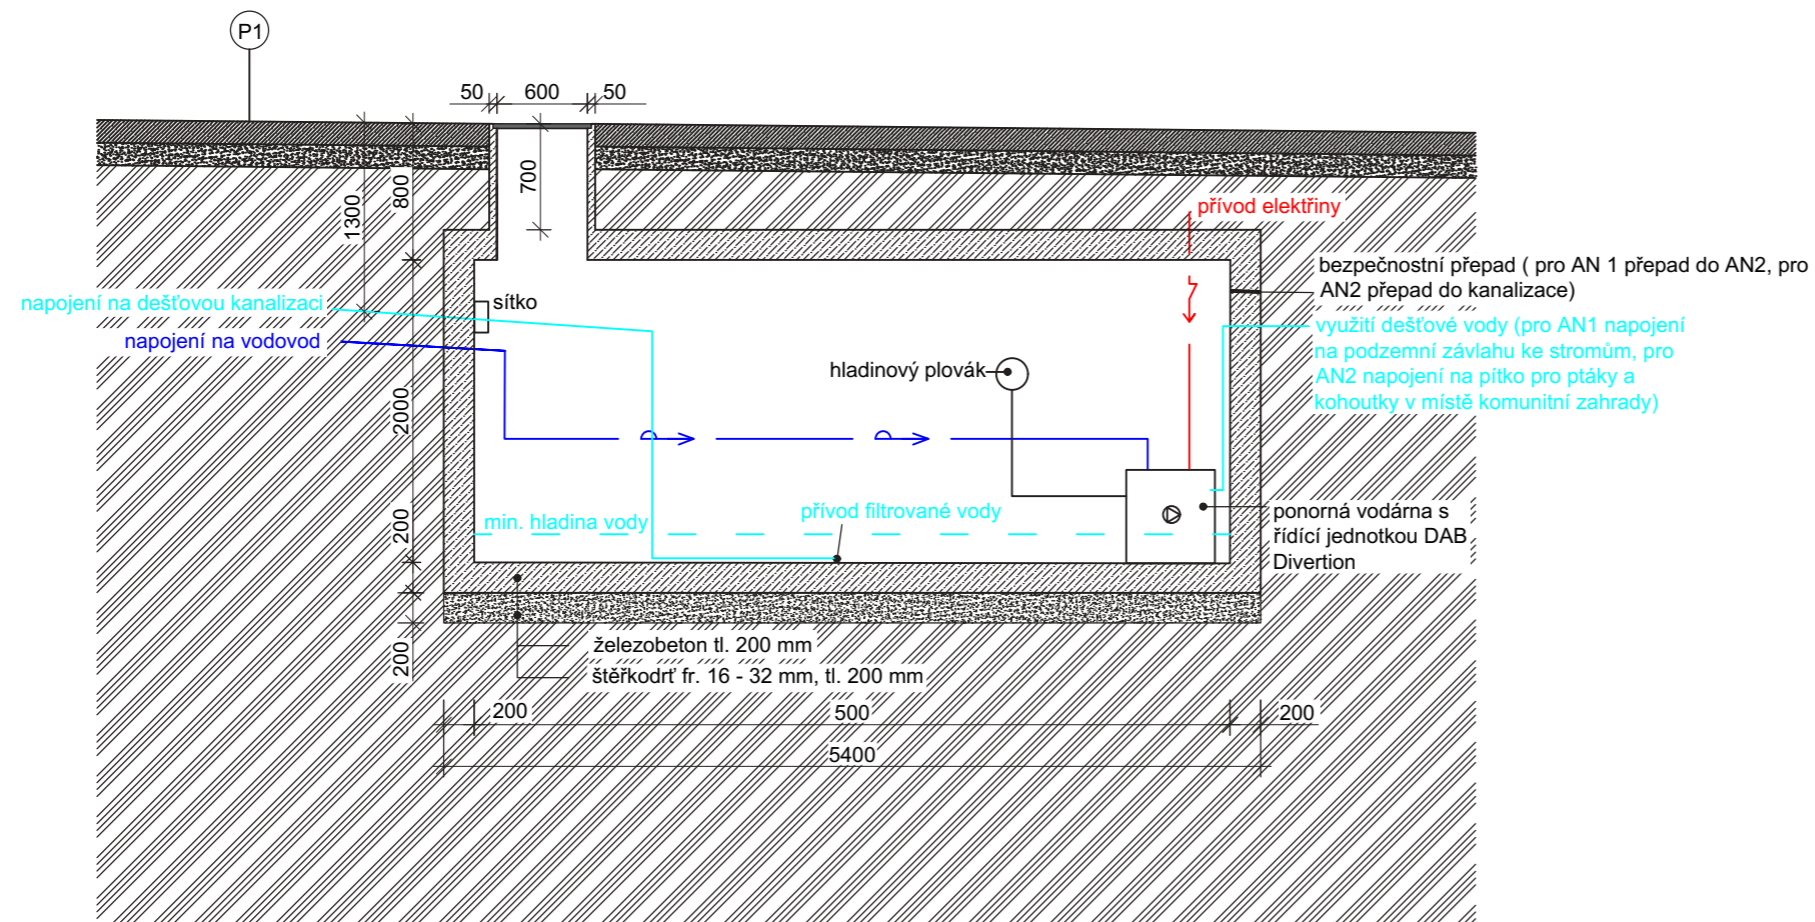 P1
50 600 50
700
800
1300
přívod elektřiny
bezpečnostní přepad ( pro AN 1 přepad do AN2, pro
AN2 přepad do kanalizace)
napojení na dešťovou kanalizaci
sítko
napojení na vodovod
využití dešťové vody (pro AN1 napojení
na podzemní závlahu ke stromům, pro
AN2 napojení na pítko pro ptáky a
kohoutky v místě komunitní zahrady)
hladinový plovák
2000
min. hladina vody
přívod filtrované vody
200
ponorná vodárna s
řídící jednotkou DAB
Divertion
200
železobeton tl. 200 mm
štěrkodrť fr. 16 - 32 mm, tl. 200 mm
200 500 200
5400